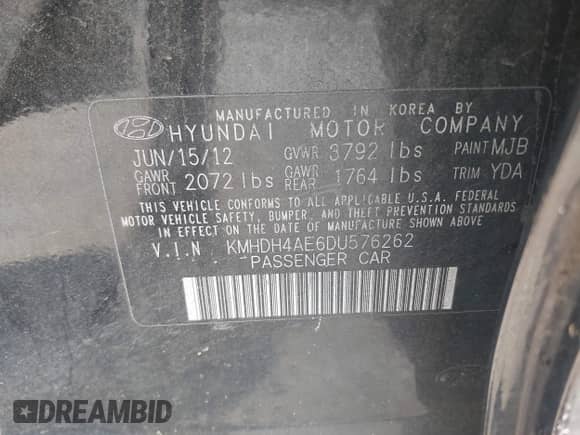 MANUFACTURED IN KOREA BY
HYUNDAI MOTOR COMPANY
JUN/15/12 GVWR 3792 lbs PAINT MJB
GAWR FRONT 2072 lbs GAWR REAR 1764 lbs TRIM YDA
THIS VEHICLE CONFORMS TO ALL APPLICABLE U.S.A. FEDERAL
MOTOR VEHICLE SAFETY, BUMPER, AND THEFT PREVENTION STANDARDS
IN EFFECT ON THE DATE OF MANUFACTURE SHOWN ABOVE
V.I.N. KMHDH4AE6DU576262
PASSENGER CAR
DREAMBID